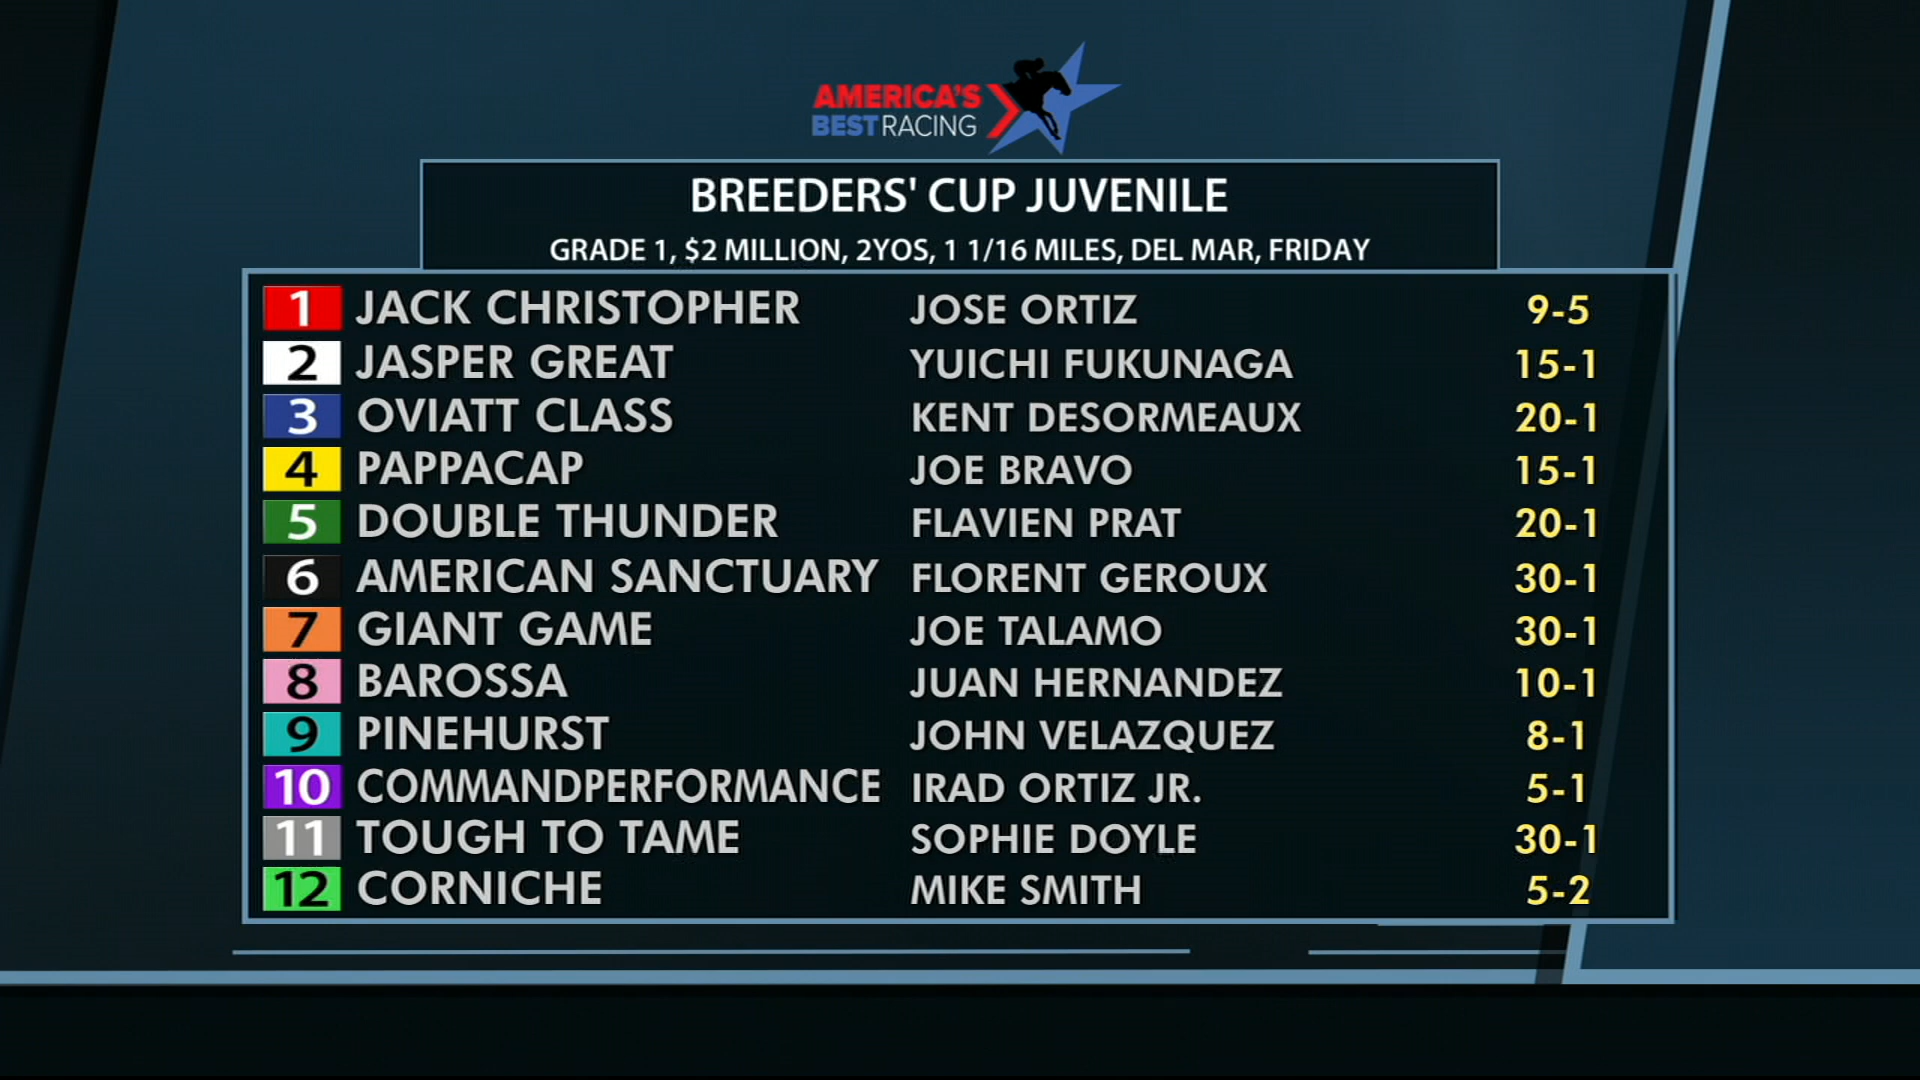 AMERICA'S
BEST RACING
BREEDERS' CUP JUVENILE
GRADE 1, $2 MILLION, 2YOS, 1 1/16 MILES, DEL MAR, FRIDAY
1 JACK CHRISTOPHER JOSE ORTIZ 9-5
2 JASPER GREAT YUICHI FUKUNAGA 15-1
3 OVIATT CLASS KENT DESORMEAUX 20-1
4 PAPPACAP JOE BRAVO 15-1
5 DOUBLE THUNDER FLAVIEN PRAT 20-1
6 AMERICAN SANCTUARY FLORENT GEROUX 30-1
7 GIANT GAME JOE TALAMO 30-1
8 BAROSSA JUAN HERNANDEZ 10-1
9 PINEHURST JOHN VELAZQUEZ 8-1
10 COMMANDPERFORMANCE IRAD ORTIZ JR. 5-1
11 TOUGH TO TAME SOPHIE DOYLE 30-1
12 CORNICHE MIKE SMITH 5-2